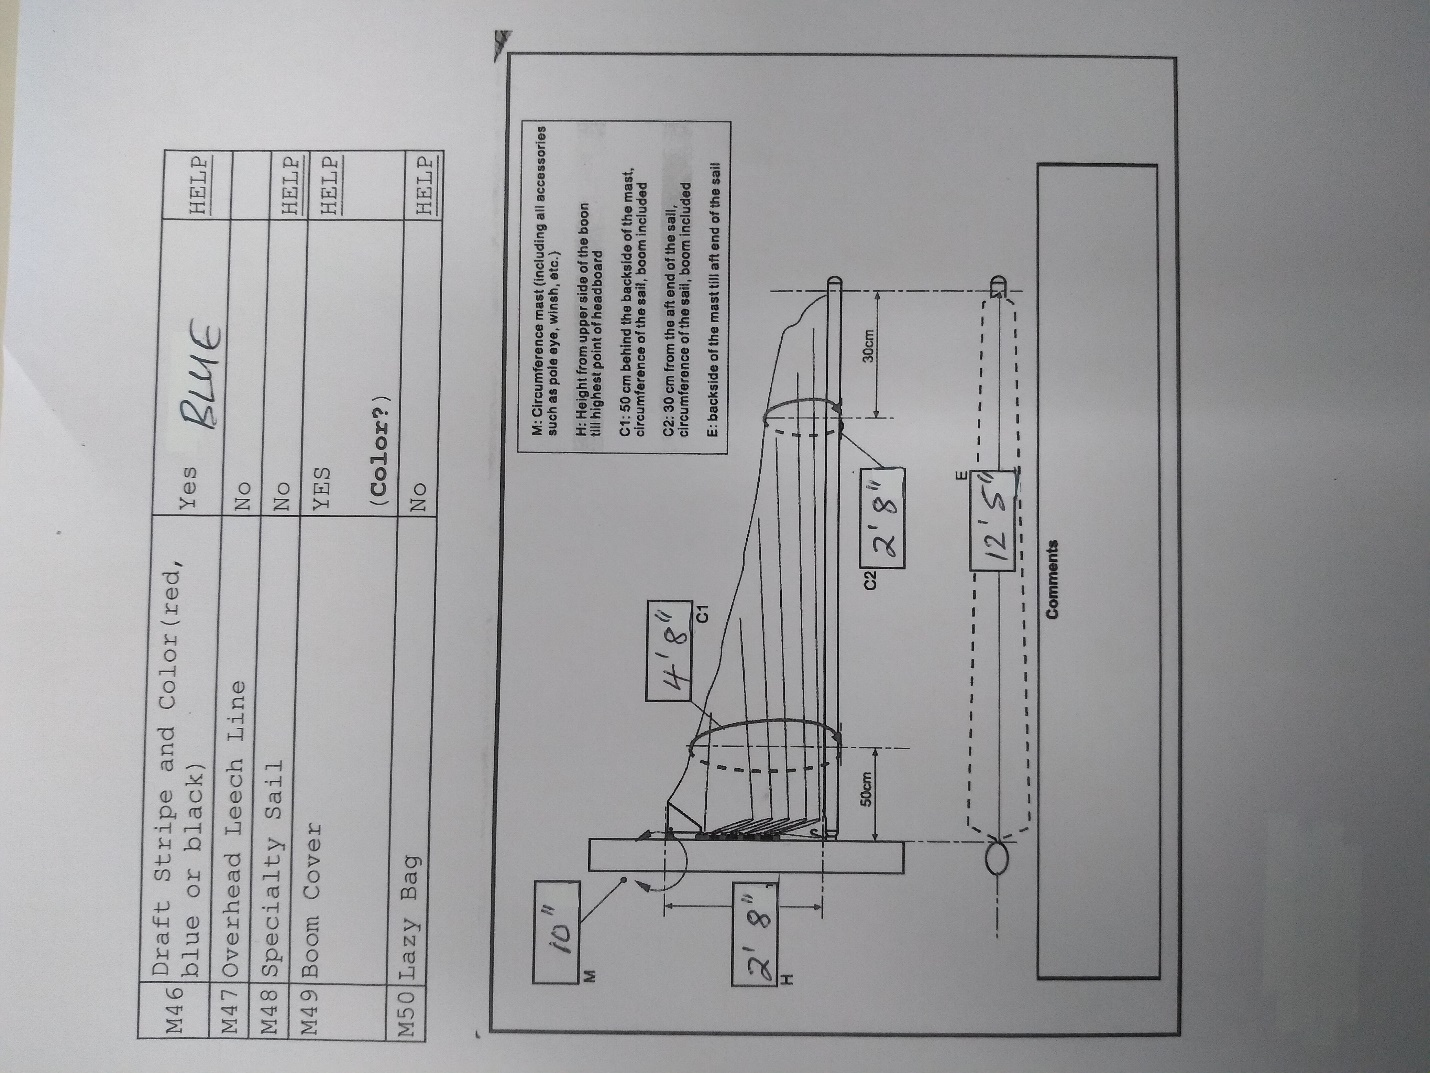 M46 Draft Stripe and Color(red, Yes BLUE HELP
blue or black)
M47 Overhead Leech Line No
M48 Specialty Sail No HELP
M49 Boom Cover YES HELP
(Color?)
M50 Lazy Bag No HELP
M: Circumference mast (including all accessories
such as pole eye, winsh, etc.)
H: Height from upper side of the boon
till highest point of headboard
C1: 50 cm behind the backside of the mast,
circumference of the sail, boom included
C2: 30 cm from the aft end of the sail,
circumference of the sail, boom included
E: backside of the mast till aft end of the sail
10"
M
4'8"
C1
2'8"
H
50cm
30cm
C2
2'8"
E
12'5"
Comments